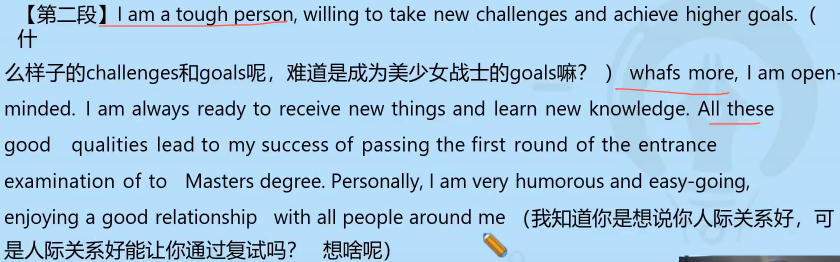 【第二段】I am a tough person, willing to take new challenges and achieve higher goals.（
什
么样子的challenges和goals呢，难道是成为美少女战士的goals嘛？ ） whafs more, I am open-
minded. I am always ready to receive new things and learn new knowledge. All these
good qualities lead to my success of passing the first round of the entrance
examination of to Masters degree. Personally, I am very humorous and easy-going,
enjoying a good relationship with all people around me （我知道你是想说你人际关系好，可
是人际关系好能让你通过复试吗？ 想啥呢）